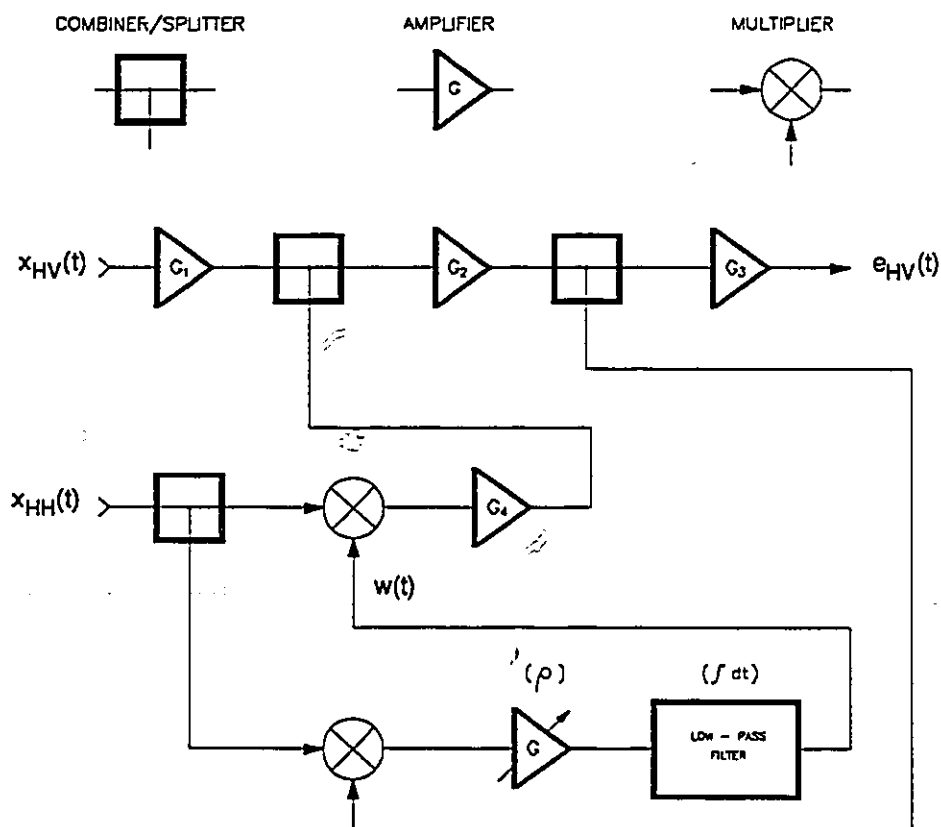 COMBINER/SPLITTER AMPLIFIER MULTIPLIER
G
x_HV(t) G₁ G₂ G₃ e_HV(t)
x_HH(t) G₄
w(t)
(ρ) (∫ dt)
G LOW – PASS
FILTER